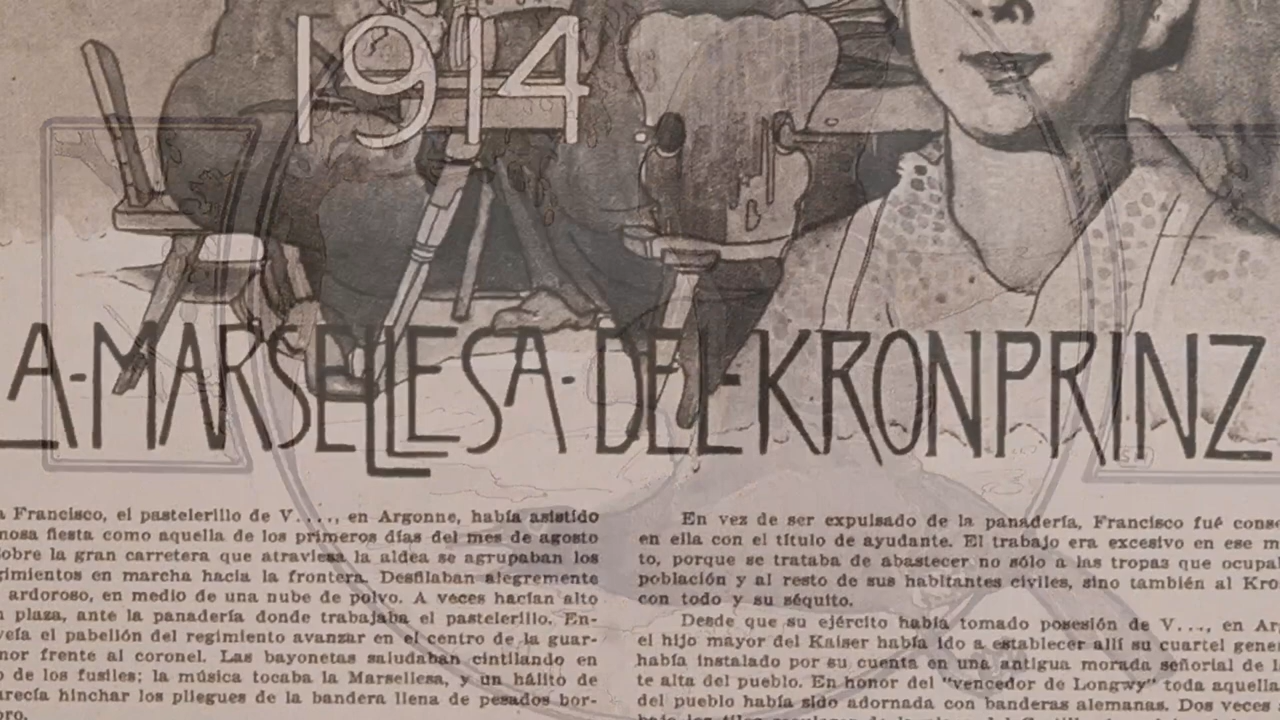 1914
LA-MARSELLESA-DEL-KRONPRINZ
a Francisco, el pastelerillo de V...., en Argonne, había asistido
mosa fiesta como aquella de los primeros días del mes de agosto
Sobre la gran carretera que atraviesa la aldea se agrupaban los
gimientos en marcha hacia la frontera. Desfilaban alegremente
ardoroso, en medio de una nube de polvo. A veces hacían alto
plaza, ante la panadería donde trabajaba el pastelerillo. En-
veía el pabellón del regimiento avanzar en el centro de la guar-
nor frente al coronel. Las bayonetas saludaban cintilando en
de los fusiles; la música tocaba la Marsellesa, y un hálito de
arecía hinchar los pliegues de la bandera llena de pesados bor-
En vez de ser expulsado de la panadería, Francisco fué cons
en ella con el título de ayudante. El trabajo era excesivo en ese m
to, porque se trataba de abastecer no sólo a las tropas que ocupa
población y al resto de sus habitantes civiles, sino también al Kro
con todo y su séquito.
Desde que su ejército había tomado posesión de V...., en Ar
el hijo mayor del Kaiser había ido a establecer allí su cuartel gene
había instalado por su cuenta en una antigua morada señorial de l
te alta del pueblo. En honor del "vencedor de Longwy" toda aquella
del pueblo había sido adornada con banderas alemanas. Dos veces